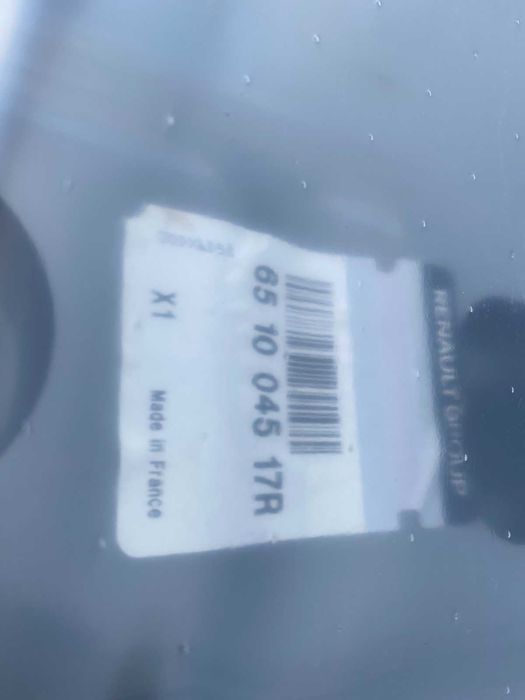 RENAULT GROUP
65 10 045 17R
X1 Made in France